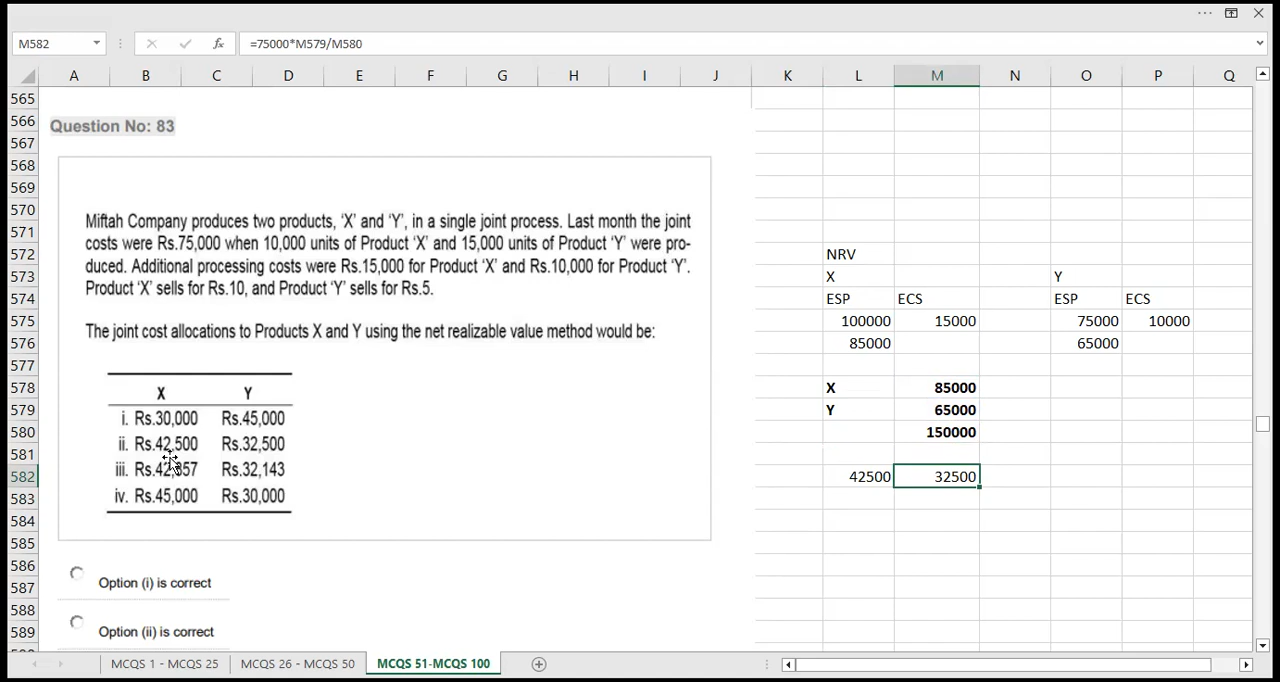 M582
fx
=75000*M579/M580
A B C D E F G H I J K L M N O P Q
565
566
567
568
569
570
571
572
573
574
575
576
577
578
579
580
581
582
583
584
585
586
587
588
589
Question No: 83
Miftah Company produces two products, 'X' and 'Y', in a single joint process. Last month the joint
costs were Rs.75,000 when 10,000 units of Product 'X' and 15,000 units of Product 'Y' were pro-
duced. Additional processing costs were Rs.15,000 for Product 'X' and Rs.10,000 for Product 'Y'.
Product 'X' sells for Rs.10, and Product 'Y' sells for Rs.5.
The joint cost allocations to Products X and Y using the net realizable value method would be:
X Y
i. Rs.30,000 Rs.45,000
ii. Rs.42,500 Rs.32,500
iii. Rs.42,857 Rs.32,143
iv. Rs.45,000 Rs.30,000
Option (i) is correct
Option (ii) is correct
NRV
X Y
ESP ECS ESP ECS
100000 15000 75000 10000
85000 65000
X 85000
Y 65000
150000
42500 32500
MCQS 1 - MCQS 25 MCQS 26 - MCQS 50 MCQS 51-MCQS 100